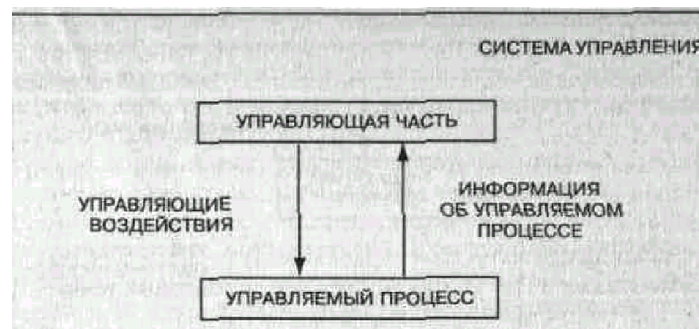 СИСТЕМА УПРАВЛЕНИЯ
УПРАВЛЯЮЩАЯ ЧАСТЬ
УПРАВЛЯЮЩИЕ
ВОЗДЕЙСТВИЯ
ИНФОРМАЦИЯ
ОБ УПРАВЛЯЕМОМ
ПРОЦЕССЕ
УПРАВЛЯЕМЫЙ ПРОЦЕСС